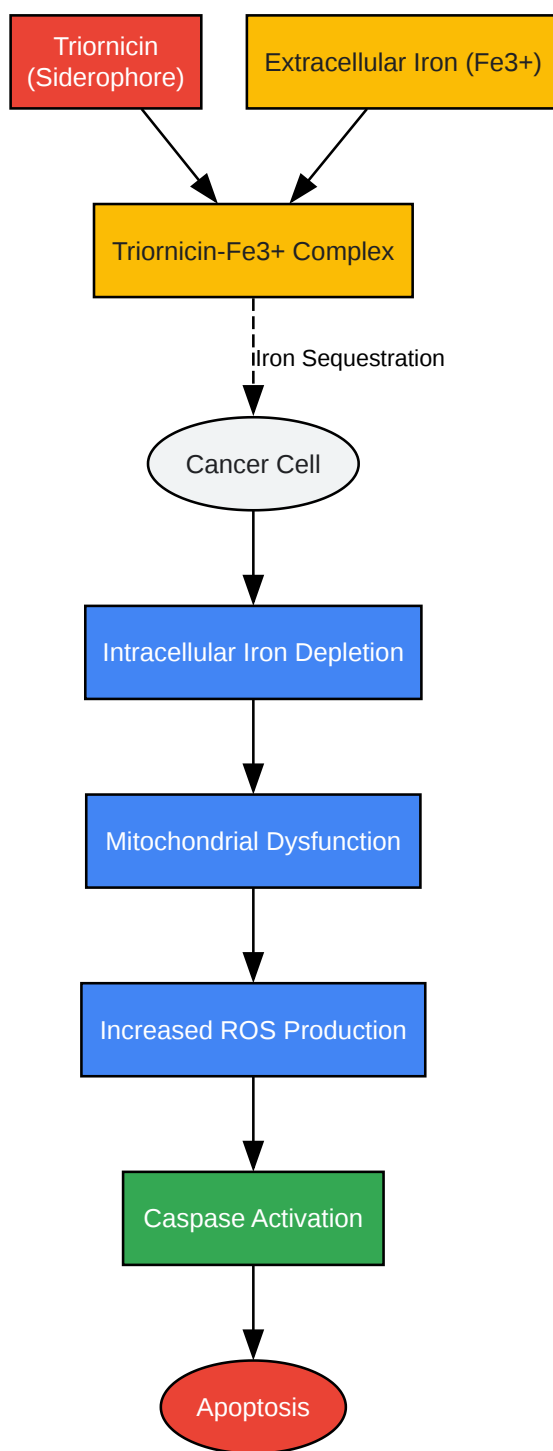 Triornicin
(Siderophore)
Extracellular Iron (Fe3+)
Triornicin-Fe3+ Complex
Iron Sequestration
Cancer Cell
Intracellular Iron Depletion
Mitochondrial Dysfunction
Increased ROS Production
Caspase Activation
Apoptosis